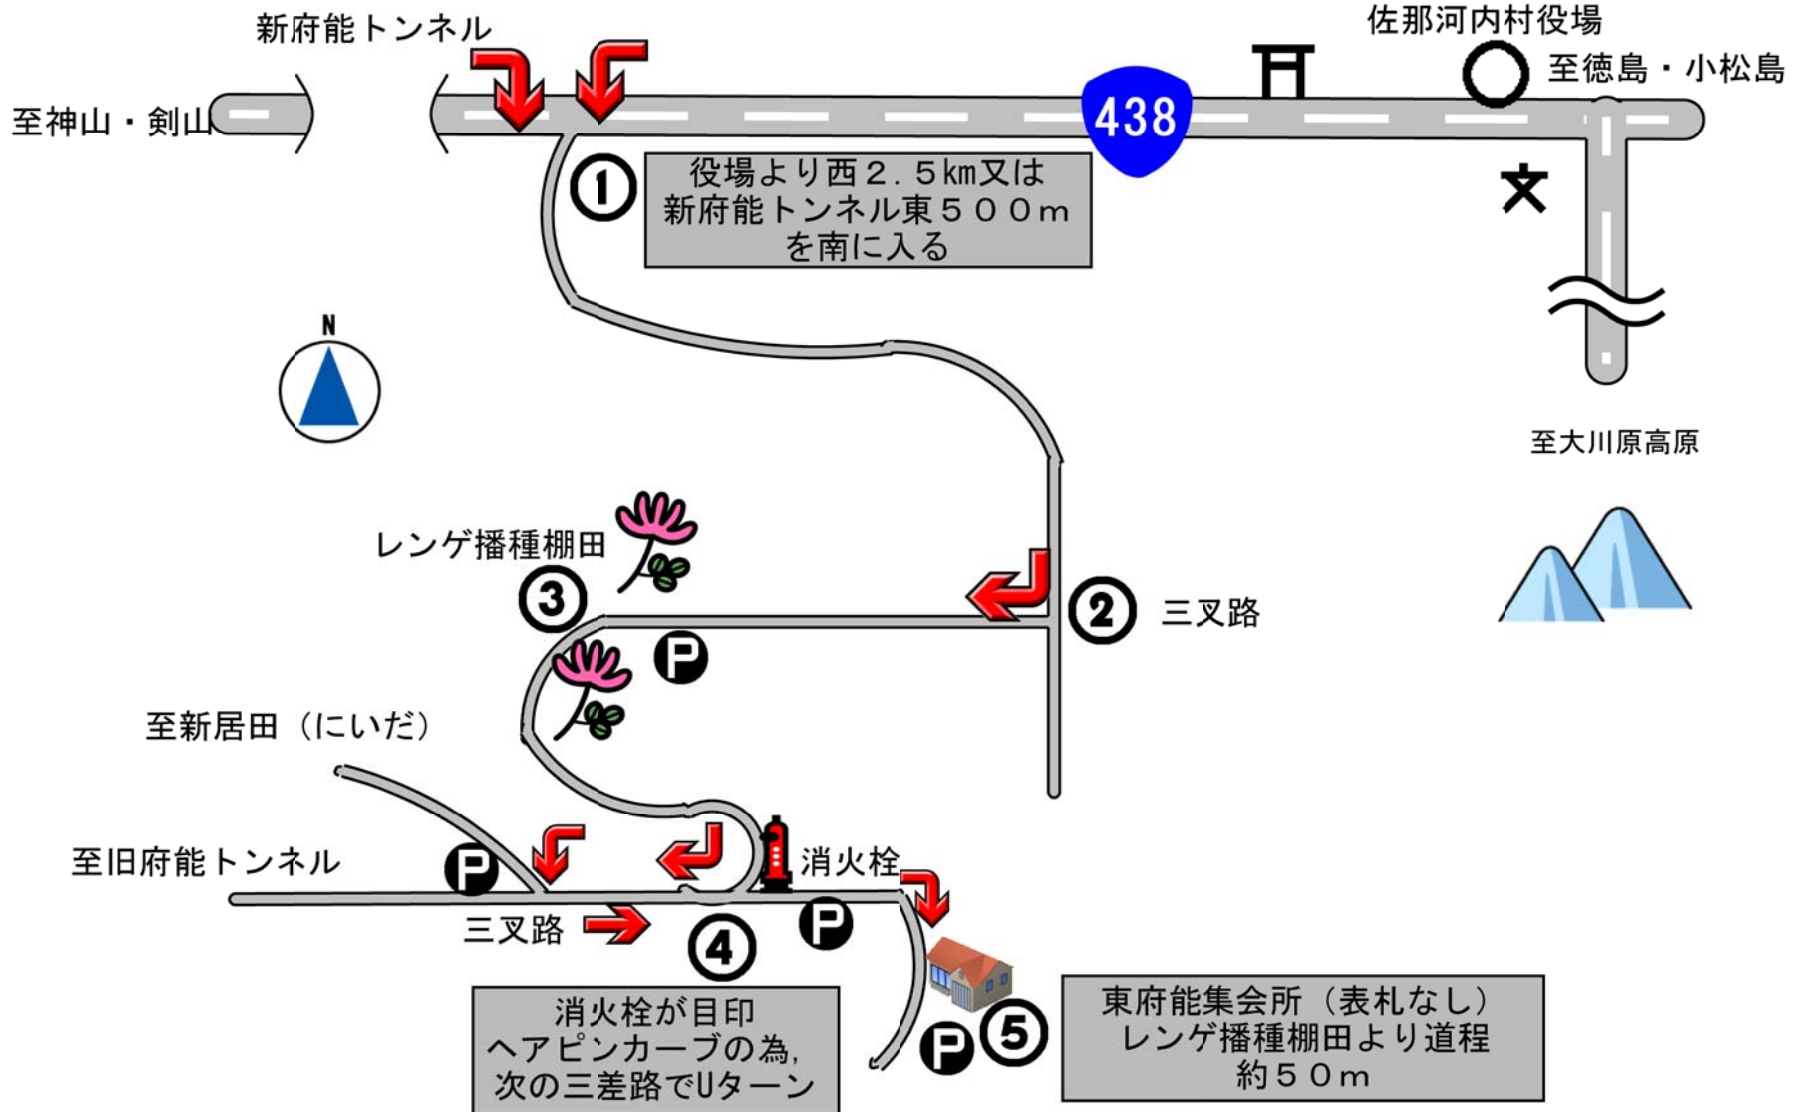 新府能トンネル
佐那河内村役場
至徳島・小松島
至神山・剣山
438
①
役場より西２.５㎞又は
新府能トンネル東５００ｍ
を南に入る
N
至大川原高原
レンゲ播種棚田
③
②
三叉路
P
至新居田（にいだ）
至旧府能トンネル
P
消火栓
三叉路
P
④
消火栓が目印
ヘアピンカーブの為,
次の三差路でUターン
P
⑤
東府能集会所（表札なし）
レンゲ播種棚田より道程
約５０ｍ